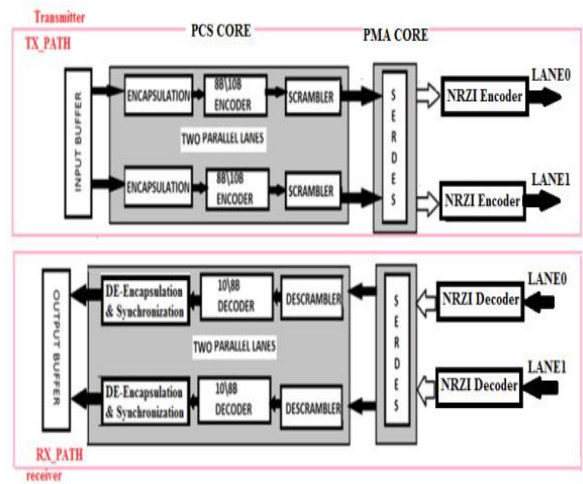 Transmitter
TX_PATH
PCS CORE
PMA CORE
INPUT BUFFER
ENCAPSULATION
8B\10B
ENCODER
SCRAMBLER
SERDES
NRZI Encoder
LANE0
TWO PARALLEL LANES
ENCAPSULATION
8B\10B
ENCODER
SCRAMBLER
NRZI Encoder
LANE1
OUTPUT BUFFER
DE-Encapsulation
& Synchronization
10\8B
DECODER
DESCRAMBLER
SERDES
NRZI Decoder
LANE0
TWO PARALLEL LANES
DE-Encapsulation
& Synchronization
10\8B
DECODER
DESCRAMBLER
NRZI Decoder
LANE1
RX_PATH
receiver